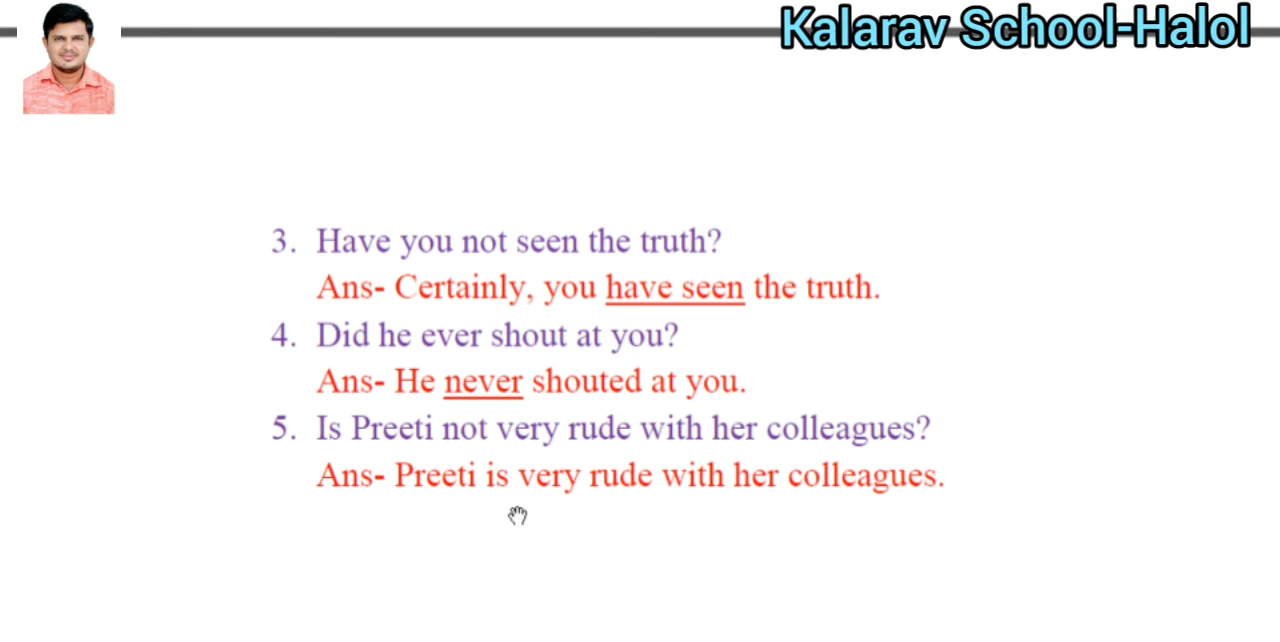 Kalarav School-Halol
3. Have you not seen the truth?
Ans- Certainly, you have seen the truth.
4. Did he ever shout at you?
Ans- He never shouted at you.
5. Is Preeti not very rude with her colleagues?
Ans- Preeti is very rude with her colleagues.